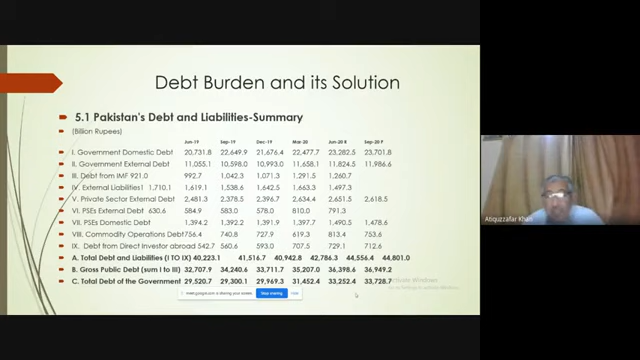 Debt Burden and its Solution
5.1 Pakistan's Debt and Liabilities-Summary
(Billion Rupees)
Jun-19 Sep-19 Dec-19 Mar-20 Jun-20 R Sep-20 P
I. Government Domestic Debt 20,731.8 22,649.9 21,676.4 22,477.7 23,282.5 23,701.8
II. Government External Debt 11,055.1 10,598.0 10,993.0 11,658.1 11,824.5 11,986.6
III. Debt from IMF 921.0 992.7 1,042.3 1,071.3 1,291.5 1,260.7
IV. External Liabilities1 1,710.1 1,619.1 1,538.6 1,642.5 1,663.3 1,497.3
V. Private Sector External Debt 2,481.3 2,378.5 2,396.7 2,634.4 2,651.5 2,618.5
VI. PSEs External Debt 630.6 584.9 583.0 578.0 810.0 791.3
VII. PSEs Domestic Debt 1,394.2 1,392.2 1,391.9 1,397.7 1,490.5 1,478.6
VIII. Commodity Operations Debt 756.4 740.8 727.9 619.3 813.4 753.6
IX. Debt from Direct Investor abroad 542.7 560.6 593.0 707.5 729.1 712.6
A. Total Debt and Liabilities (I TO IX) 40,223.1 41,516.7 40,942.8 42,786.3 44,556.4 44,801.0
B. Gross Public Debt (sum I to III) 32,707.9 34,240.6 33,711.7 35,207.0 36,398.6 36,949.2
C. Total Debt of the Government 29,520.7 29,300.1 29,969.3 31,452.4 33,252.4 33,728.7
Activate Windows
meet.google.com is sharing your screen. Stop sharing Hide
Atiquzzafar Khan